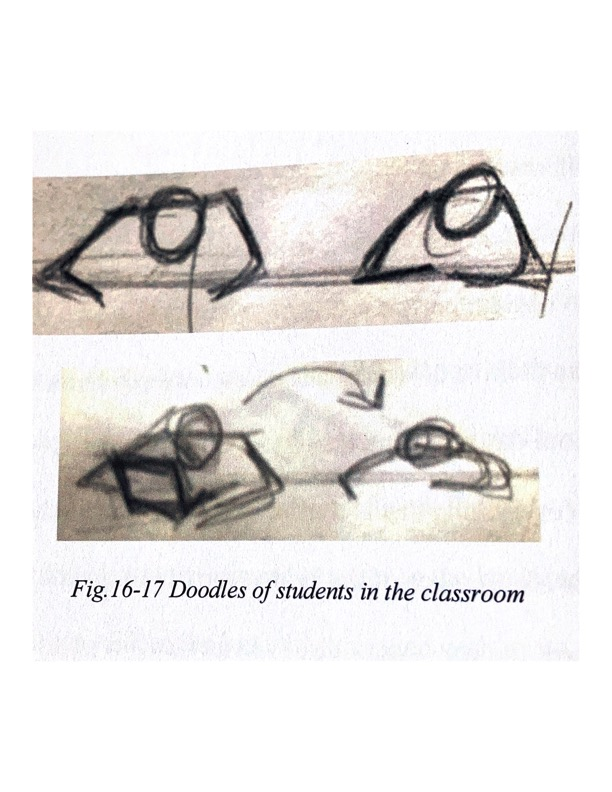 Fig.16-17 Doodles of students in the classroom